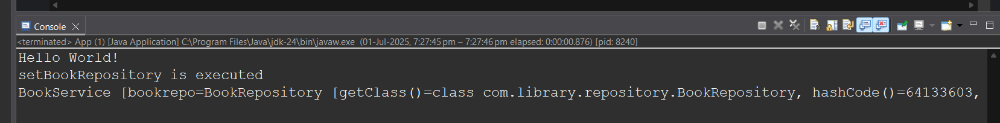 Console
<terminated> App (1) [Java Application] C:\Program Files\Java\jdk-24\bin\javaw.exe (01-Jul-2025, 7:27:45 pm – 7:27:46 pm elapsed: 0:00:00.876) [pid: 8240]
Hello World!
setBookRepository is executed
BookService [bookrepo=BookRepository [getClass()=class com.library.repository.BookRepository, hashCode()=64133603,